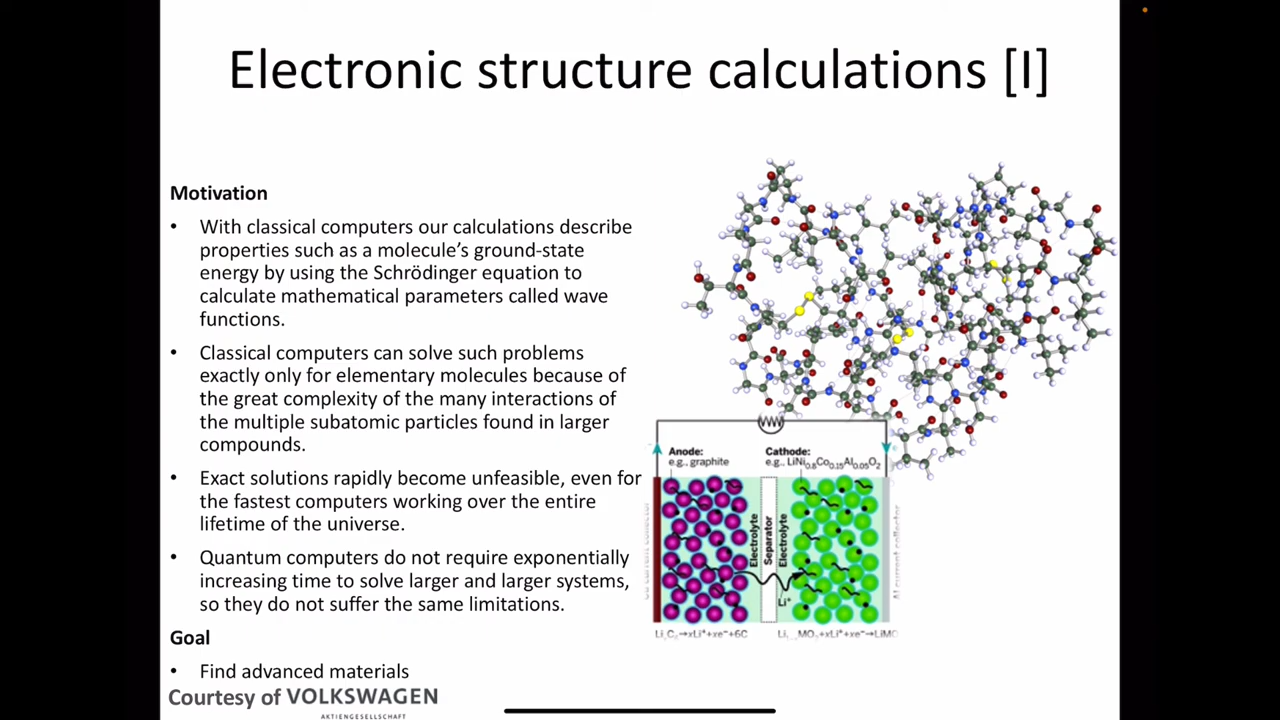 Electronic structure calculations [I]
Motivation
• With classical computers our calculations describe
properties such as a molecule’s ground-state
energy by using the Schrödinger equation to
calculate mathematical parameters called wave
functions.
• Classical computers can solve such problems
exactly only for elementary molecules because of
the great complexity of the many interactions of
the multiple subatomic particles found in larger
compounds.
• Exact solutions rapidly become unfeasible, even for
the fastest computers working over the entire
lifetime of the universe.
• Quantum computers do not require exponentially
increasing time to solve larger and larger systems,
so they do not suffer the same limitations.
Goal
• Find advanced materials
Courtesy of VOLKSWAGEN
AKTIENGESELLSCHAFT
Anode:
e.g., graphite
Cathode:
e.g., LiNi0.8Co0.15Al0.05O2
Electrolyte
Separator
Electrolyte
Li+
current collector
Al current collector